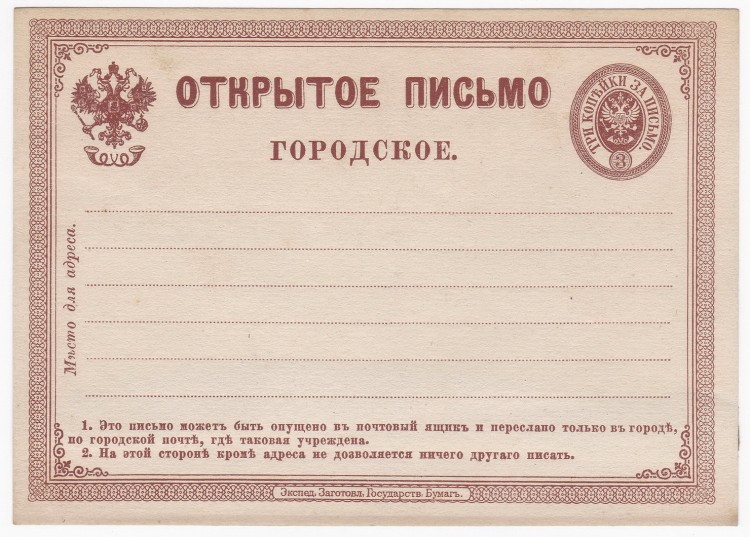 ОТКРЫТОЕ ПИСЬМО
ТРИ КОПѢЙКИ ЗА ПИСЬМО.
3
ГОРОДСКОЕ.
Мѣсто для адреса.
1. Это письмо можетъ быть опущено въ почтовый ящикъ и переслано только въ городѣ,
по городской почтѣ, гдѣ таковая учреждена.
2. На этой сторонѣ кромѣ адреса не дозволяется ничего другаго писать.
Экспед. Заготовл. Государств. Бумагъ.